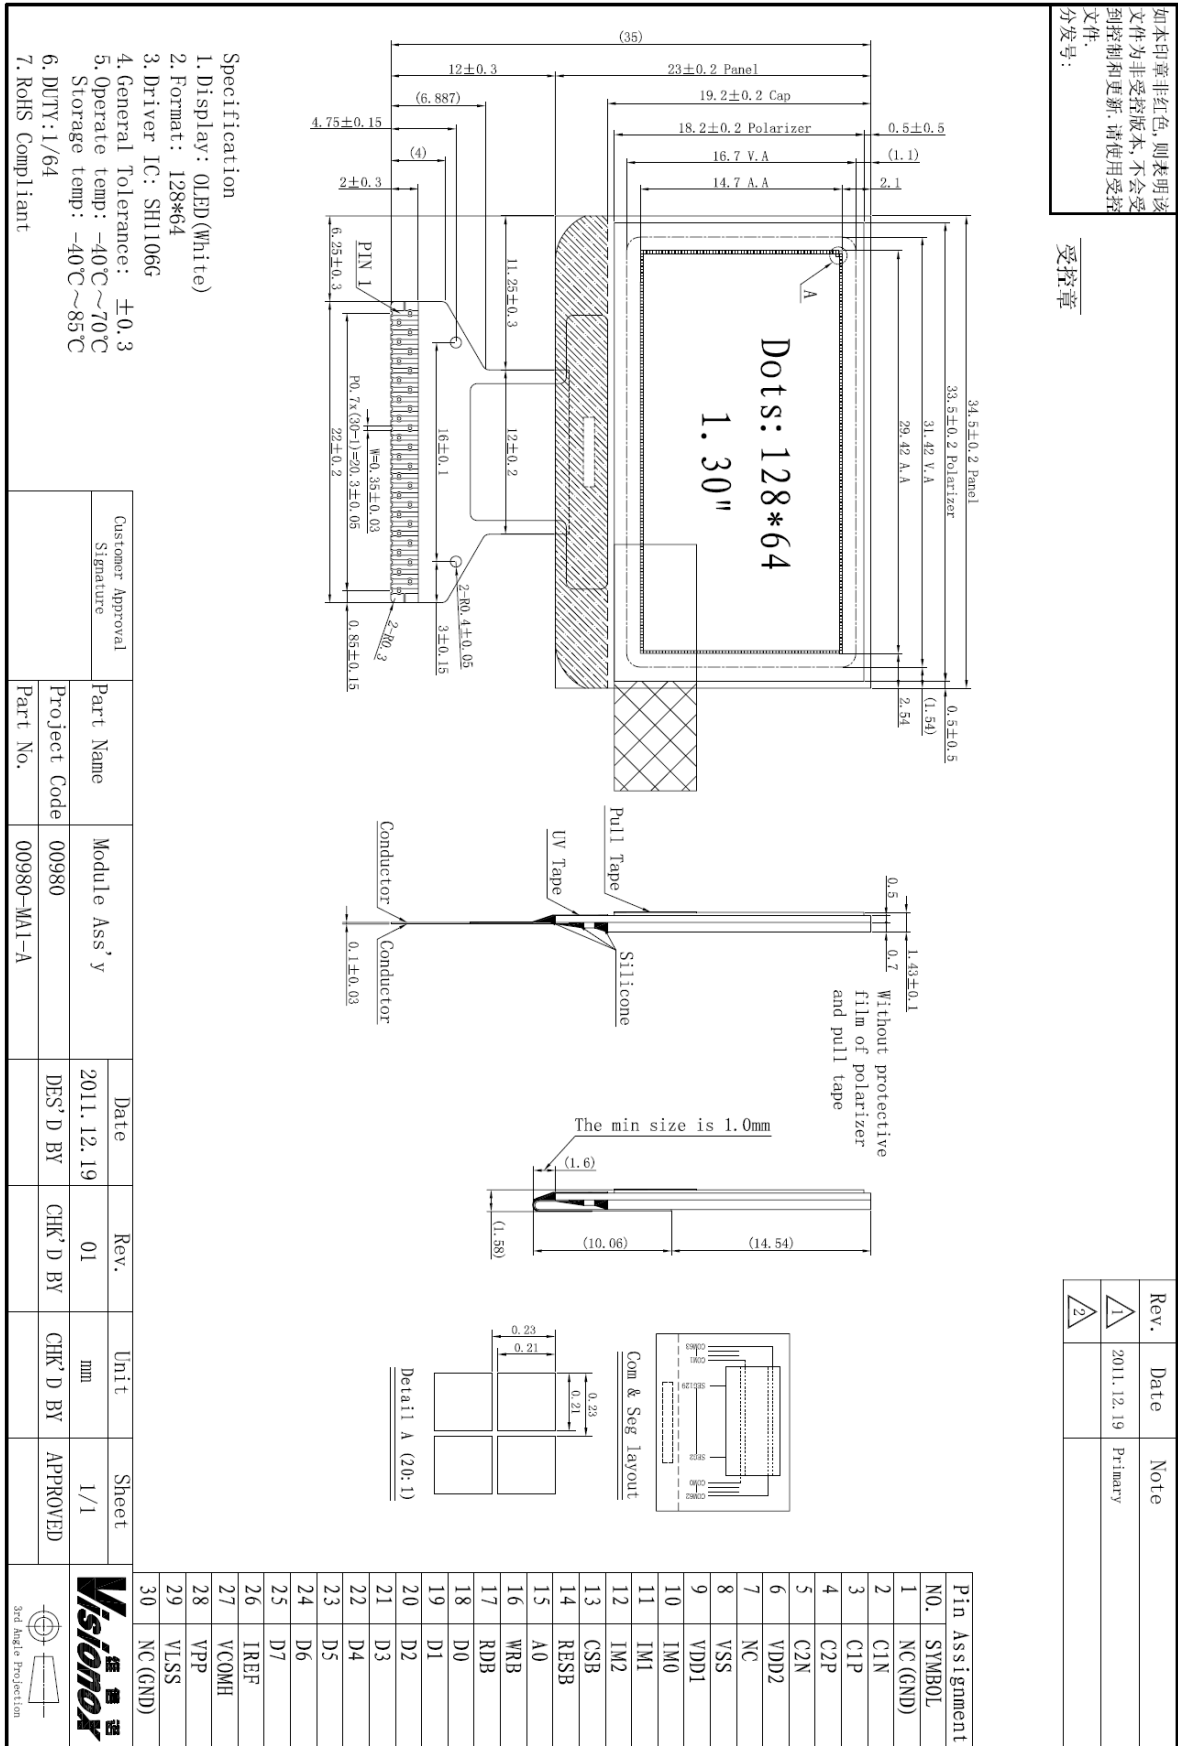 如本印章非红色,则表明该
文件为非受控版本,不会受
到控制和更新.请使用受控
文件.
分发号:
受控章
Rev. Date Note
1 2011.12.19 Primary
2
(35)
12±0.3
23±0.2 Panel
(6.887)
19.2±0.2 Cap
4.75±0.15
18.2±0.2 Polarizer
0.5±0.5
(4)
16.7 V.A
(1.1)
2±0.3
14.7 A.A
2.1
34.5±0.2 Panel
33.5±0.2 Polarizer
31.42 V.A
29.42 A.A
0.5±0.5
(1.54)
2.54
A
Dots:128*64
1.30"
6.25±0.3
11.25±0.3
PIN 1
12±0.2
16±0.1
W=0.35±0.03
P0.7x(30-1)=20.3±0.05
22±0.2
2-R0.4±0.05
3±0.15
2-R0.3
0.85±0.15
Specification
1.Display: OLED(White)
2.Format: 128*64
3.Driver IC: SH1106G
4.General Tolerance: ±0.3
5.Operate temp: -40℃~70℃
Storage temp: -40℃~85℃
6.DUTY:1/64
7.RoHS Compliant
0.5
1.43±0.1
0.7
Without protective
film of polarizer
and pull tape
Pull Tape
UV Tape
Silicone
Conductor
Conductor
0.1±0.03
The min size is 1.0mm
(1.6)
(1.58)
(10.06)
(14.54)
COM63
COM1
SEG129
SEG2
COM0
COM62
Com & Seg layout
0.23
0.21
0.23
0.21
Detail A (20:1)
Pin Assignment
NO. SYMBOL
1 NC(GND)
2 C1N
3 C1P
4 C2P
5 C2N
6 VDD2
7 NC
8 VSS
9 VDD1
10 IM0
11 IM1
12 IM2
13 CSB
14 RESB
15 A0
16 WRB
17 RDB
18 D0
19 D1
20 D2
21 D3
22 D4
23 D5
24 D6
25 D7
26 IREF
27 VCOMH
28 VPP
29 VLSS
30 NC(GND)
Customer Approval
Signature
Part Name Module Ass'y
Project Code 00980
Part No. 00980-MA1-A
Date Rev. Unit Sheet
2011.12.19 01 mm 1/1
DES'D BY CHK'D BY CHK'D BY APPROVED
维信诺
Visionox
3rd Angle Projection